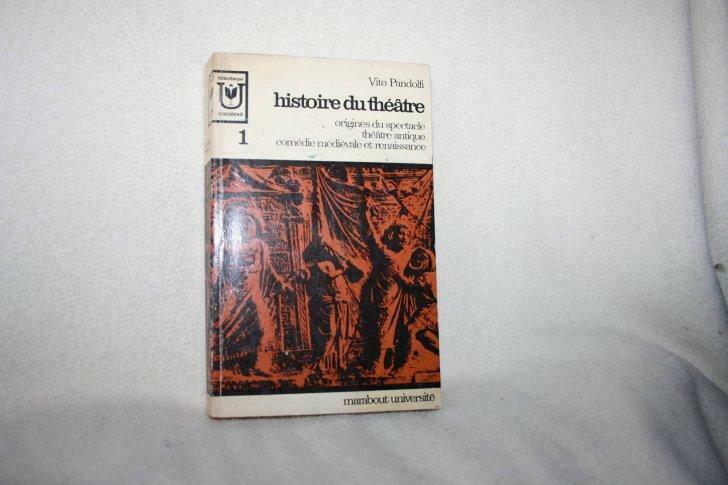 Vito Pandolfi
bibliothèque
marabout
histoire du théâtre
1
origines du spectacle
théâtre antique
comédie médiévale et renaissance
marabout université